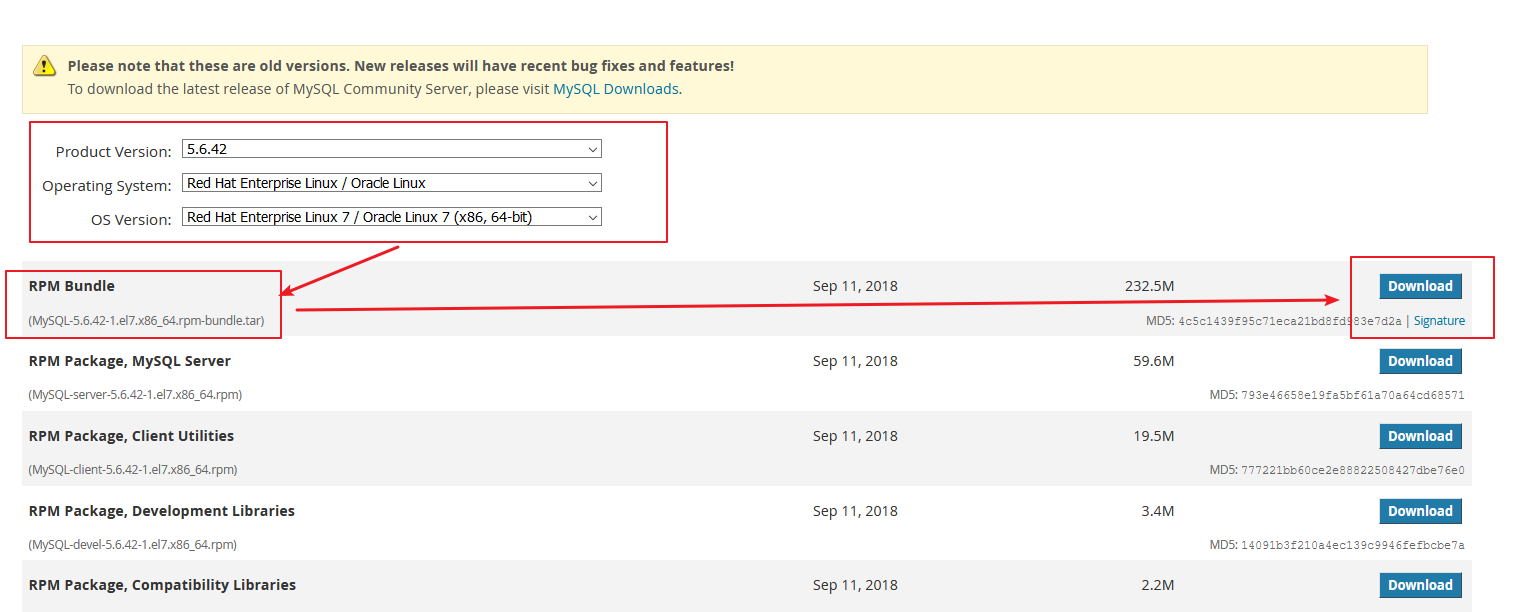 Please note that these are old versions. New releases will have recent bug fixes and features!
To download the latest release of MySQL Community Server, please visit MySQL Downloads.
Product Version: 5.6.42
Operating System: Red Hat Enterprise Linux / Oracle Linux
OS Version: Red Hat Enterprise Linux 7 / Oracle Linux 7 (x86, 64-bit)
RPM Bundle Sep 11, 2018 232.5M Download
(MySQL-5.6.42-1.el7.x86_64.rpm-bundle.tar) MD5: 4c5c1439f95c71eca21bd8fd983e7d2a | Signature
RPM Package, MySQL Server Sep 11, 2018 59.6M Download
(MySQL-server-5.6.42-1.el7.x86_64.rpm) MD5: 793e46658e19fa5bf61a70a64cd68571
RPM Package, Client Utilities Sep 11, 2018 19.5M Download
(MySQL-client-5.6.42-1.el7.x86_64.rpm) MD5: 777221bb60ce2e88822508427dbe76e0
RPM Package, Development Libraries Sep 11, 2018 3.4M Download
(MySQL-devel-5.6.42-1.el7.x86_64.rpm) MD5: 14091b3f210a4ec139c9946fefbcbe7a
RPM Package, Compatibility Libraries Sep 11, 2018 2.2M Download